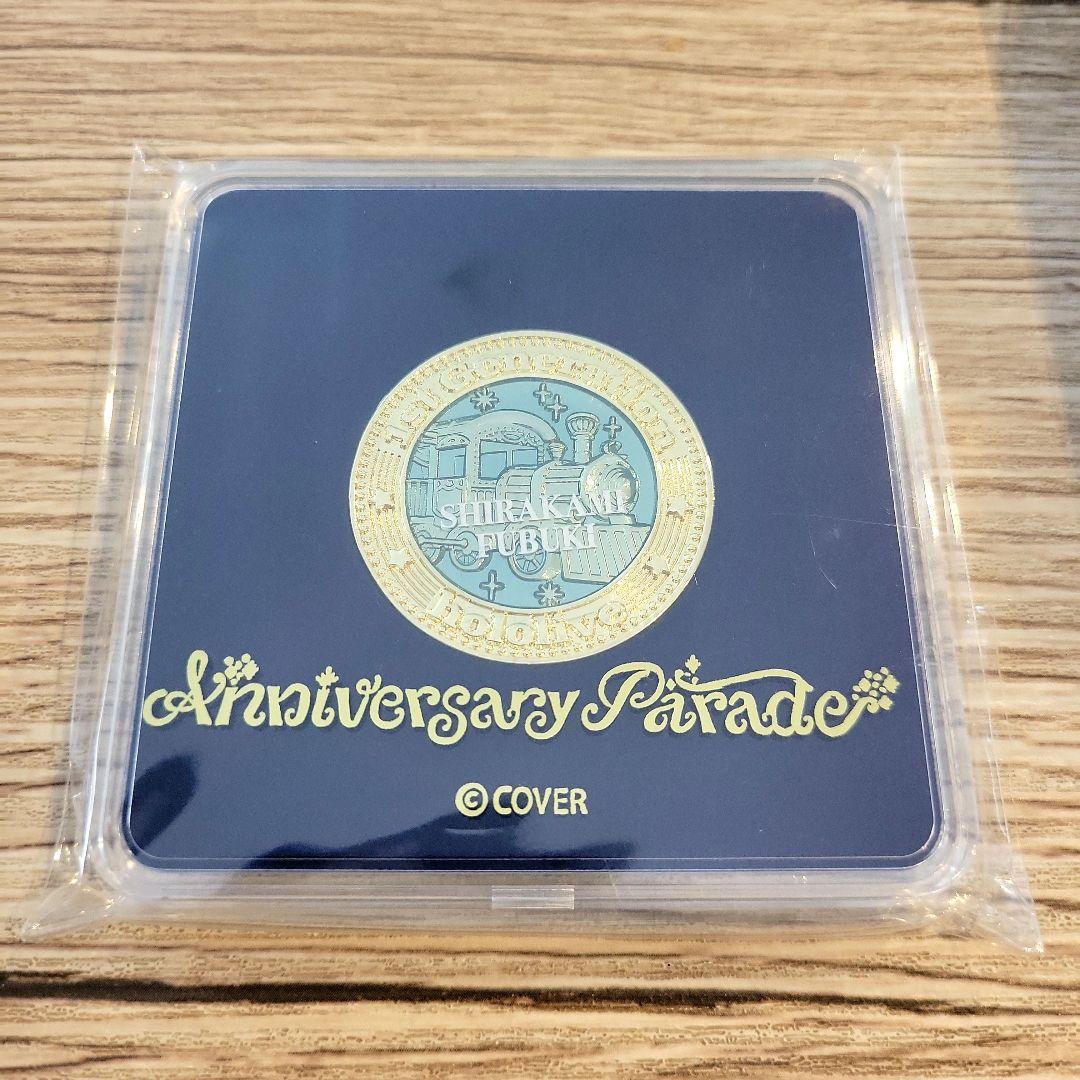 1st Generation
SHIRAKAMI
FUBUKI
hololive
Anniversary Parade
© COVER